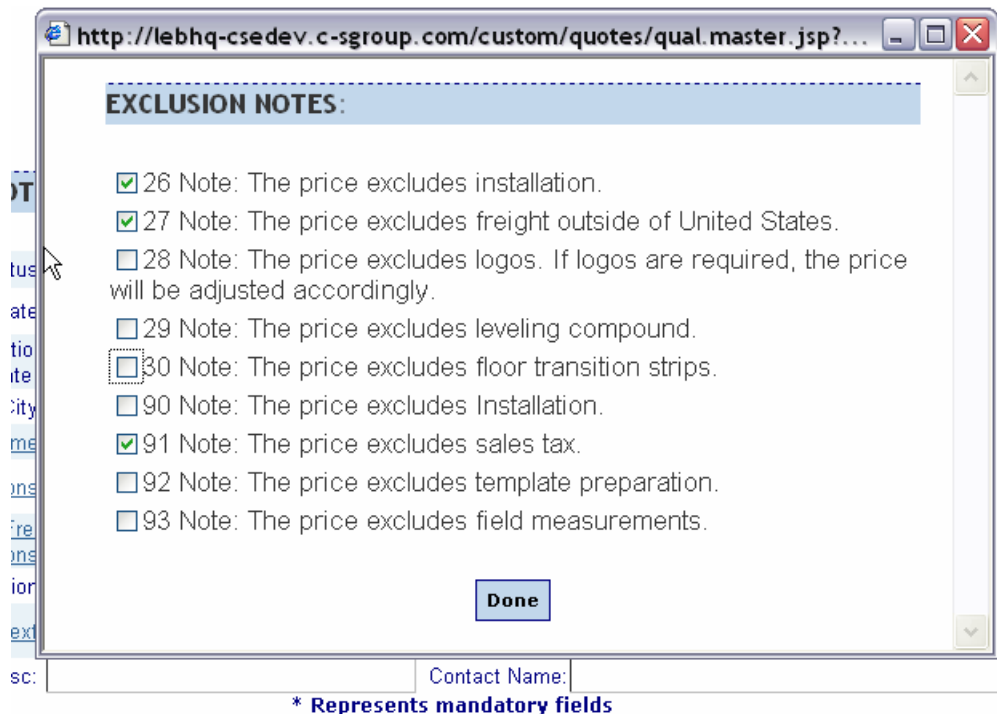 http://lebhq-csedev.c-sgroup.com/custom/quotes/qual.master.jsp?...
EXCLUSION NOTES:
26 Note: The price excludes installation.
27 Note: The price excludes freight outside of United States.
28 Note: The price excludes logos. If logos are required, the price
will be adjusted accordingly.
29 Note: The price excludes leveling compound.
30 Note: The price excludes floor transition strips.
90 Note: The price excludes Installation.
91 Note: The price excludes sales tax.
92 Note: The price excludes template preparation.
93 Note: The price excludes field measurements.
Done
Contact Name:
* Represents mandatory fields